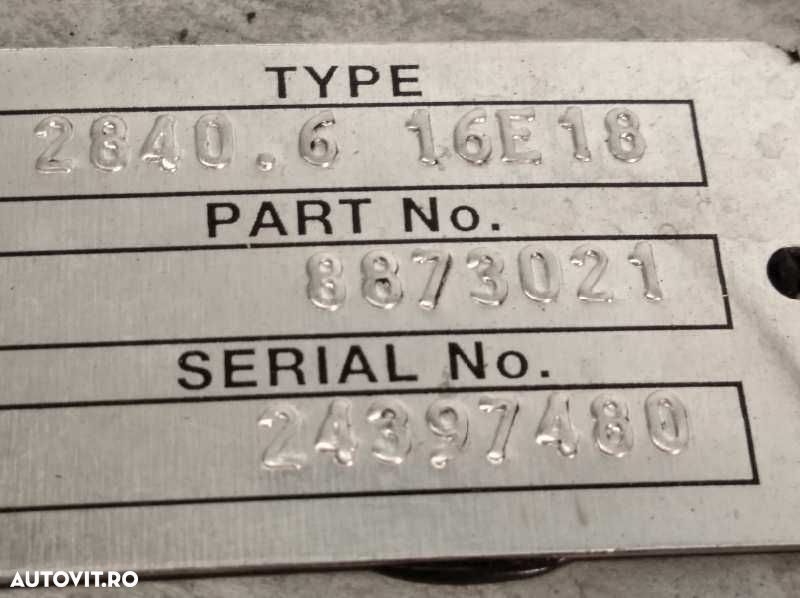 TYPE
2840.6 16E18
PART No.
8873021
SERIAL No.
24397480
AUTOVIT.RO